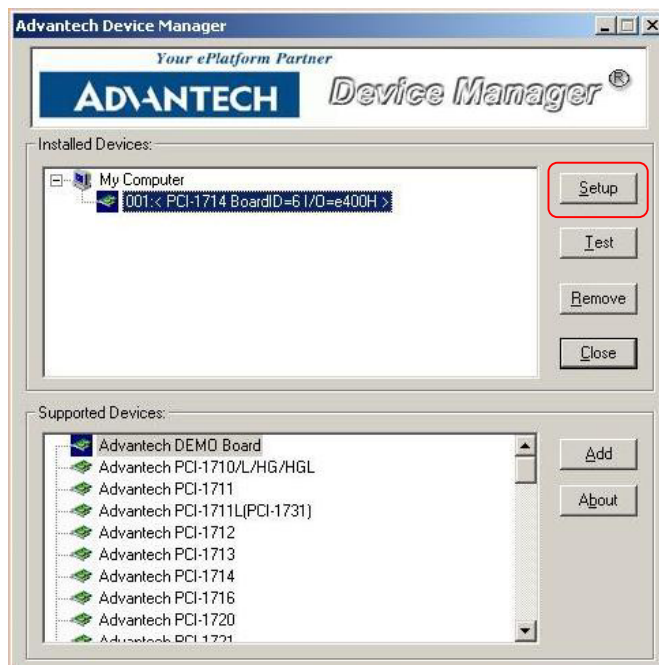 Advantech Device Manager
Your ePlatform Partner
ADVANTECH
Device Manager ®
Installed Devices:
My Computer
001:< PCI-1714 BoardID=6 I/O=e400H >
Setup
Test
Remove
Close
Supported Devices:
Advantech DEMO Board
Advantech PCI-1710/L/HG/HGL
Advantech PCI-1711
Advantech PCI-1711L(PCI-1731)
Advantech PCI-1712
Advantech PCI-1713
Advantech PCI-1714
Advantech PCI-1716
Advantech PCI-1720
Advantech PCI-1721
Add
About